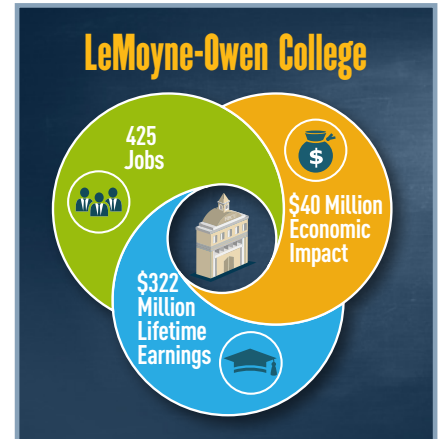 LeMoyne-Owen College
425
Jobs
$
$40 Million
Economic
Impact
$322
Million
Lifetime
Earnings